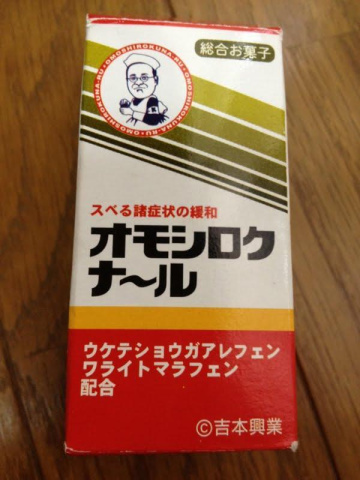 総合お菓子
OMOSHIROKUNA-RU
スベる諸症状の緩和
オモシロク
ナ〜ル
ウケテショウガアレフェン
ワライトマラフェン
配合
©吉本興業